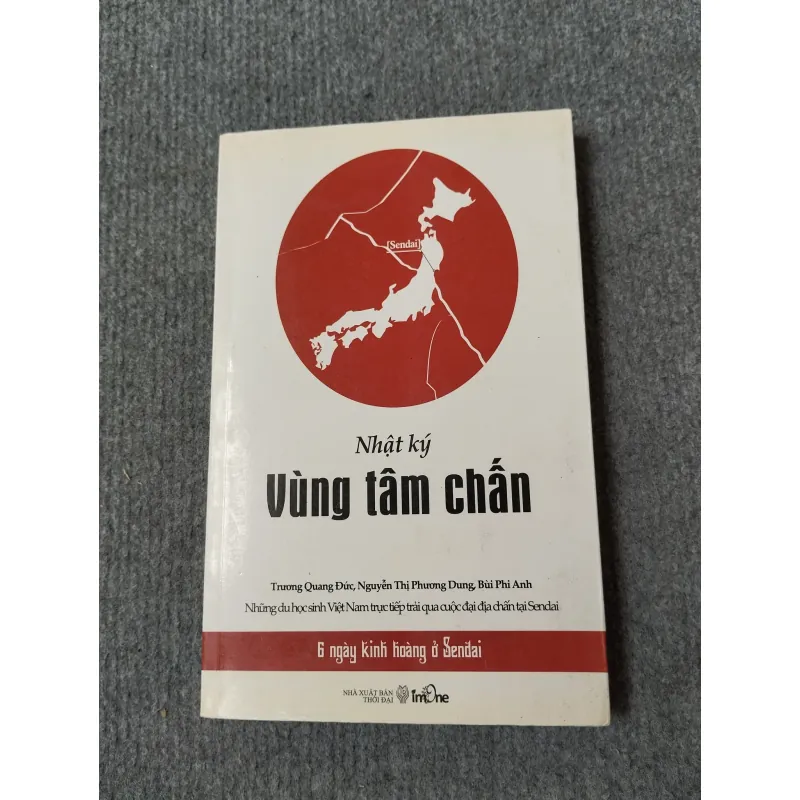 [Sendai]
Nhật ký
Vùng tâm chấn
Trương Quang Đức, Nguyễn Thị Phương Dung, Bùi Phi Anh
Những du học sinh Việt Nam trực tiếp trải qua cuộc đại địa chấn tại Sendai
6 ngày kinh hoàng ở Sendai
NHÀ XUẤT BẢN
THỜI ĐẠI
imOne